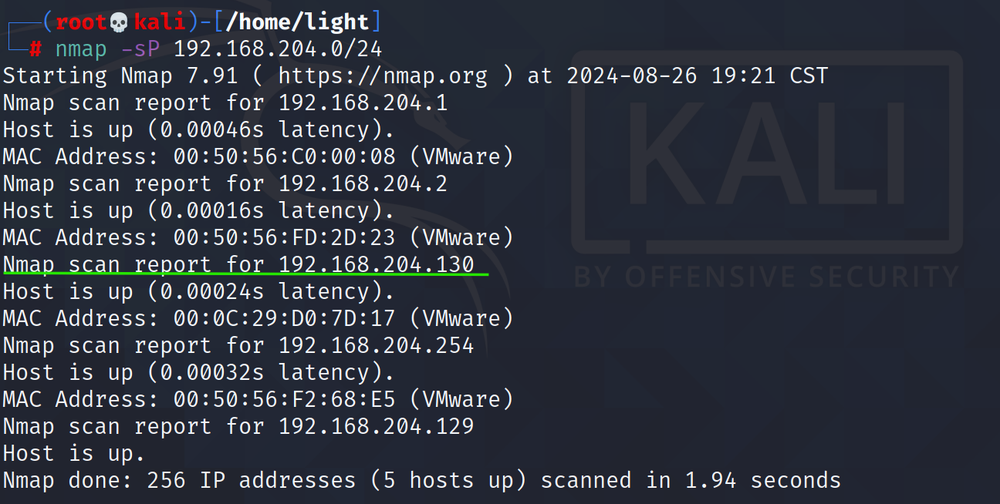 (root💀kali)-[/home/light]
# nmap -sP 192.168.204.0/24
Starting Nmap 7.91 ( https://nmap.org ) at 2024-08-26 19:21 CST
Nmap scan report for 192.168.204.1
Host is up (0.00046s latency).
MAC Address: 00:50:56:C0:00:08 (VMware)
Nmap scan report for 192.168.204.2
Host is up (0.00016s latency).
MAC Address: 00:50:56:FD:2D:23 (VMware)
Nmap scan report for 192.168.204.130
Host is up (0.00024s latency).
MAC Address: 00:0C:29:D0:7D:17 (VMware)
Nmap scan report for 192.168.204.254
Host is up (0.00032s latency).
MAC Address: 00:50:56:F2:68:E5 (VMware)
Nmap scan report for 192.168.204.129
Host is up.
Nmap done: 256 IP addresses (5 hosts up) scanned in 1.94 seconds
KALI
BY OFFENSIVE SECURITY